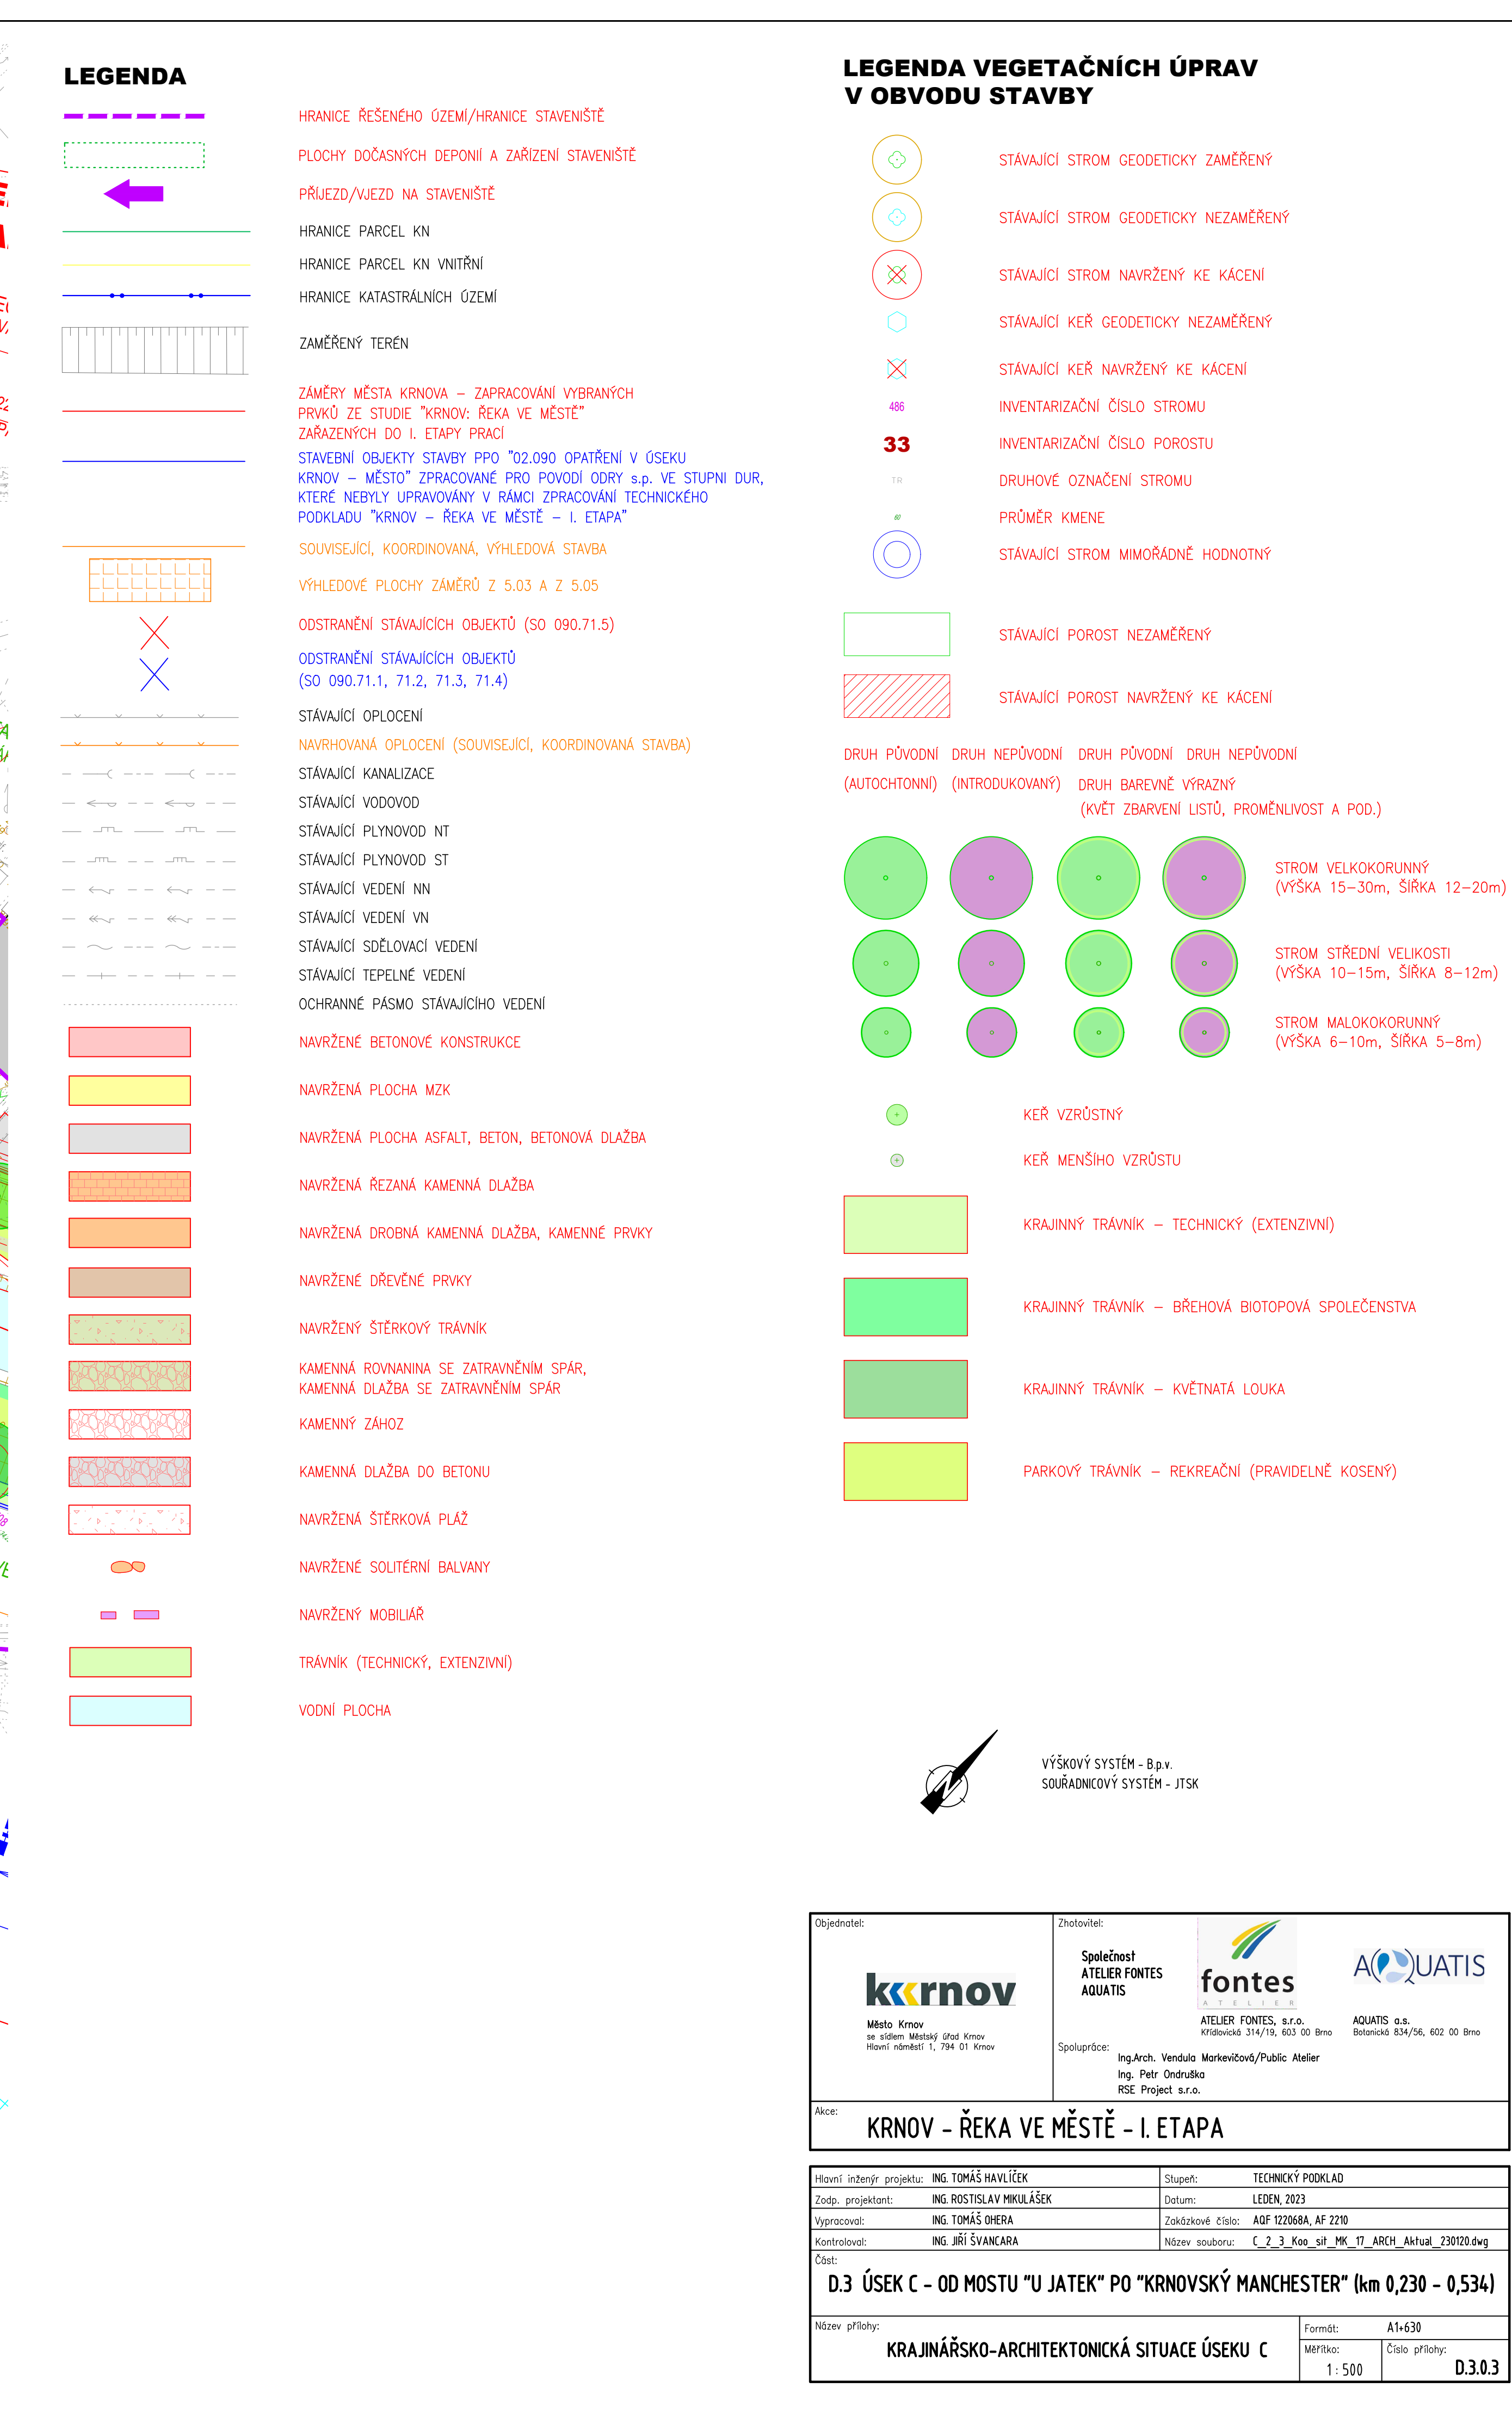 LEGENDA
HRANICE ŘEŠENÉHO ÚZEMÍ/HRANICE STAVENIŠTĚ
PLOCHY DOČASNÝCH DEPONIÍ A ZAŘÍZENÍ STAVENIŠTĚ
PŘÍJEZD/VJEZD NA STAVENIŠTĚ
HRANICE PARCEL KN
HRANICE PARCEL KN VNITŘNÍ
HRANICE KATASTRÁLNÍCH ÚZEMÍ
ZAMĚŘENÝ TERÉN
ZÁMĚRY MĚSTA KRNOVA – ZAPRACOVÁNÍ VYBRANÝCH
PRVKŮ ZE STUDIE "KRNOV: ŘEKA VE MĚSTĚ"
ZAŘAZENÝCH DO I. ETAPY PRACÍ
STAVEBNÍ OBJEKTY STAVBY PPO "02.090 OPATŘENÍ V ÚSEKU
KRNOV – MĚSTO" ZPRACOVANÉ PRO POVODÍ ODRY s.p. VE STUPNI DUR,
KTERÉ NEBYLY UPRAVOVÁNY V RÁMCI ZPRACOVÁNÍ TECHNICKÉHO
PODKLADU "KRNOV – ŘEKA VE MĚSTĚ – I. ETAPA"
SOUVISEJÍCÍ, KOORDINOVANÁ, VÝHLEDOVÁ STAVBA
VÝHLEDOVÉ PLOCHY ZÁMĚRŮ Z 5.03 A Z 5.05
ODSTRANĚNÍ STÁVAJÍCÍCH OBJEKTŮ (SO 090.71.5)
ODSTRANĚNÍ STÁVAJÍCÍCH OBJEKTŮ
(SO 090.71.1, 71.2, 71.3, 71.4)
STÁVAJÍCÍ OPLOCENÍ
NAVRHOVANÁ OPLOCENÍ (SOUVISEJÍCÍ, KOORDINOVANÁ STAVBA)
STÁVAJÍCÍ KANALIZACE
STÁVAJÍCÍ VODOVOD
STÁVAJÍCÍ PLYNOVOD NT
STÁVAJÍCÍ PLYNOVOD ST
STÁVAJÍCÍ VEDENÍ NN
STÁVAJÍCÍ VEDENÍ VN
STÁVAJÍCÍ SDĚLOVACÍ VEDENÍ
STÁVAJÍCÍ TEPELNÉ VEDENÍ
OCHRANNÉ PÁSMO STÁVAJÍCÍHO VEDENÍ
NAVRŽENÉ BETONOVÉ KONSTRUKCE
NAVRŽENÁ PLOCHA MZK
NAVRŽENÁ PLOCHA ASFALT, BETON, BETONOVÁ DLAŽBA
NAVRŽENÁ ŘEZANÁ KAMENNÁ DLAŽBA
NAVRŽENÁ DROBNÁ KAMENNÁ DLAŽBA, KAMENNÉ PRVKY
NAVRŽENÉ DŘEVĚNÉ PRVKY
NAVRŽENÝ ŠTĚRKOVÝ TRÁVNÍK
KAMENNÁ ROVNANINA SE ZATRAVNĚNÍM SPÁR,
KAMENNÁ DLAŽBA SE ZATRAVNĚNÍM SPÁR
KAMENNÝ ZÁHOZ
KAMENNÁ DLAŽBA DO BETONU
NAVRŽENÁ ŠTĚRKOVÁ PLÁŽ
NAVRŽENÉ SOLITÉRNÍ BALVANY
NAVRŽENÝ MOBILIÁŘ
TRÁVNÍK (TECHNICKÝ, EXTENZIVNÍ)
VODNÍ PLOCHA
LEGENDA VEGETAČNÍCH ÚPRAV
V OBVODU STAVBY
STÁVAJÍCÍ STROM GEODETICKY ZAMĚŘENÝ
STÁVAJÍCÍ STROM GEODETICKY NEZAMĚŘENÝ
STÁVAJÍCÍ STROM NAVRŽENÝ KE KÁCENÍ
STÁVAJÍCÍ KEŘ GEODETICKY NEZAMĚŘENÝ
STÁVAJÍCÍ KEŘ NAVRŽENÝ KE KÁCENÍ
486 INVENTARIZAČNÍ ČÍSLO STROMU
33 INVENTARIZAČNÍ ČÍSLO POROSTU
TR DRUHOVÉ OZNAČENÍ STROMU
60 PRŮMĚR KMENE
STÁVAJÍCÍ STROM MIMOŘÁDNĚ HODNOTNÝ
STÁVAJÍCÍ POROST NEZAMĚŘENÝ
STÁVAJÍCÍ POROST NAVRŽENÝ KE KÁCENÍ
DRUH PŮVODNÍ DRUH NEPŮVODNÍ DRUH PŮVODNÍ DRUH NEPŮVODNÍ
(AUTOCHTONNÍ) (INTRODUKOVANÝ) DRUH BAREVNĚ VÝRAZNÝ
(KVĚT ZBARVENÍ LISTŮ, PROMĚNLIVOST A POD.)
STROM VELKOKORUNNÝ
(VÝŠKA 15–30m, ŠÍŘKA 12–20m)
STROM STŘEDNÍ VELIKOSTI
(VÝŠKA 10–15m, ŠÍŘKA 8–12m)
STROM MALOKOKORUNNÝ
(VÝŠKA 6–10m, ŠÍŘKA 5–8m)
KEŘ VZRŮSTNÝ
KEŘ MENŠÍHO VZRŮSTU
KRAJINNÝ TRÁVNÍK – TECHNICKÝ (EXTENZIVNÍ)
KRAJINNÝ TRÁVNÍK – BŘEHOVÁ BIOTOPOVÁ SPOLEČENSTVA
KRAJINNÝ TRÁVNÍK – KVĚTNATÁ LOUKA
PARKOVÝ TRÁVNÍK – REKREAČNÍ (PRAVIDELNĚ KOSENÝ)
VÝŠKOVÝ SYSTÉM - B.p.v.
SOUŘADNICOVÝ SYSTÉM - JTSK
Objednatel:
krnov
Město Krnov
se sídlem Městský úřad Krnov
Hlavní náměstí 1, 794 01 Krnov
Zhotovitel:
Společnost
ATELIER FONTES
AQUATIS
fontes
ATELIER
ATELIER FONTES, s.r.o.
Křídlovická 314/19, 603 00 Brno
AQUATIS
AQUATIS a.s.
Botanická 834/56, 602 00 Brno
Spolupráce:
Ing.Arch. Vendula Markevičová/Public Atelier
Ing. Petr Ondruška
RSE Project s.r.o.
Akce:
KRNOV - ŘEKA VE MĚSTĚ - I. ETAPA
Hlavní inženýr projektu: ING. TOMÁŠ HAVLÍČEK Stupeň: TECHNICKÝ PODKLAD
Zodp. projektant: ING. ROSTISLAV MIKULÁŠEK Datum: LEDEN, 2023
Vypracoval: ING. TOMÁŠ OHERA Zakázkové číslo: AQF 122068A, AF 2210
Kontroloval: ING. JIŘÍ ŠVANCARA Název souboru: C_2_3_Koo_sit_MK_17_ARCH_Aktual_230120.dwg
Část:
D.3 ÚSEK C - OD MOSTU "U JATEK" PO "KRNOVSKÝ MANCHESTER" (km 0,230 - 0,534)
Název přílohy:
KRAJINÁŘSKO-ARCHITEKTONICKÁ SITUACE ÚSEKU C
Formát: A1+630
Měřítko: 1 : 500
Číslo přílohy: D.3.0.3